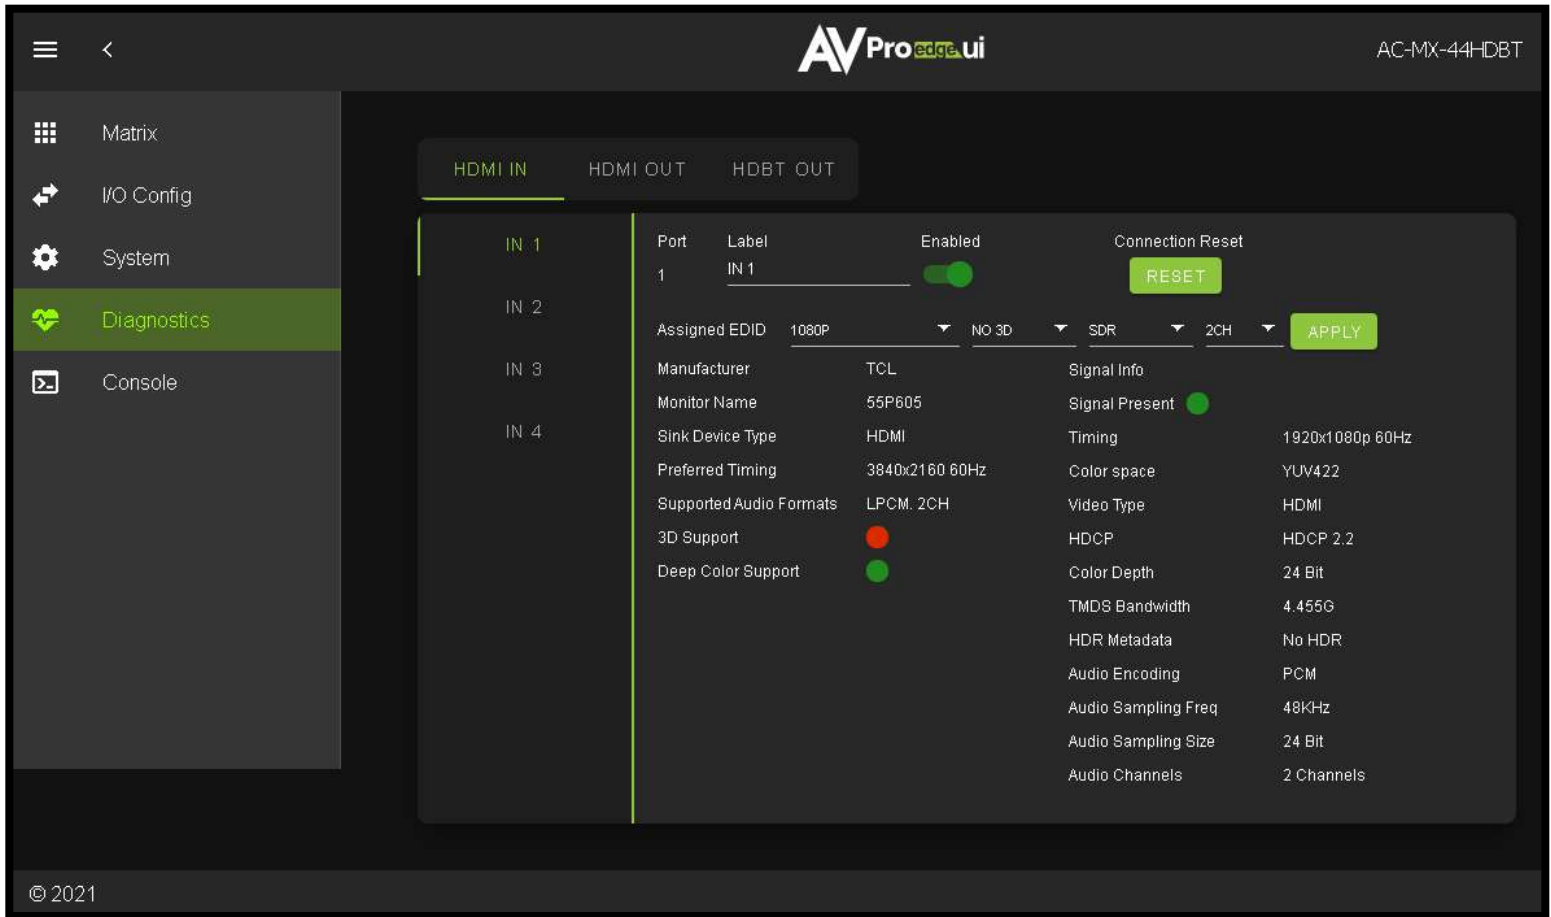 AVPro edge.ui
AC-MX-44HDBT
Matrix
I/O Config
System
Diagnostics
Console
HDMI IN HDMI OUT HDBT OUT
IN 1
IN 2
IN 3
IN 4
Port Label Enabled Connection Reset
1 IN 1 RESET
Assigned EDID 1080P NO 3D SDR 2CH APPLY
Manufacturer TCL
Monitor Name 55P605
Sink Device Type HDMI
Preferred Timing 3840x2160 60Hz
Supported Audio Formats LPCM. 2CH
3D Support
Deep Color Support
Signal Info
Signal Present
Timing 1920x1080p 60Hz
Color space YUV422
Video Type HDMI
HDCP HDCP 2.2
Color Depth 24 Bit
TMDS Bandwidth 4.455G
HDR Metadata No HDR
Audio Encoding PCM
Audio Sampling Freq 48KHz
Audio Sampling Size 24 Bit
Audio Channels 2 Channels
© 2021